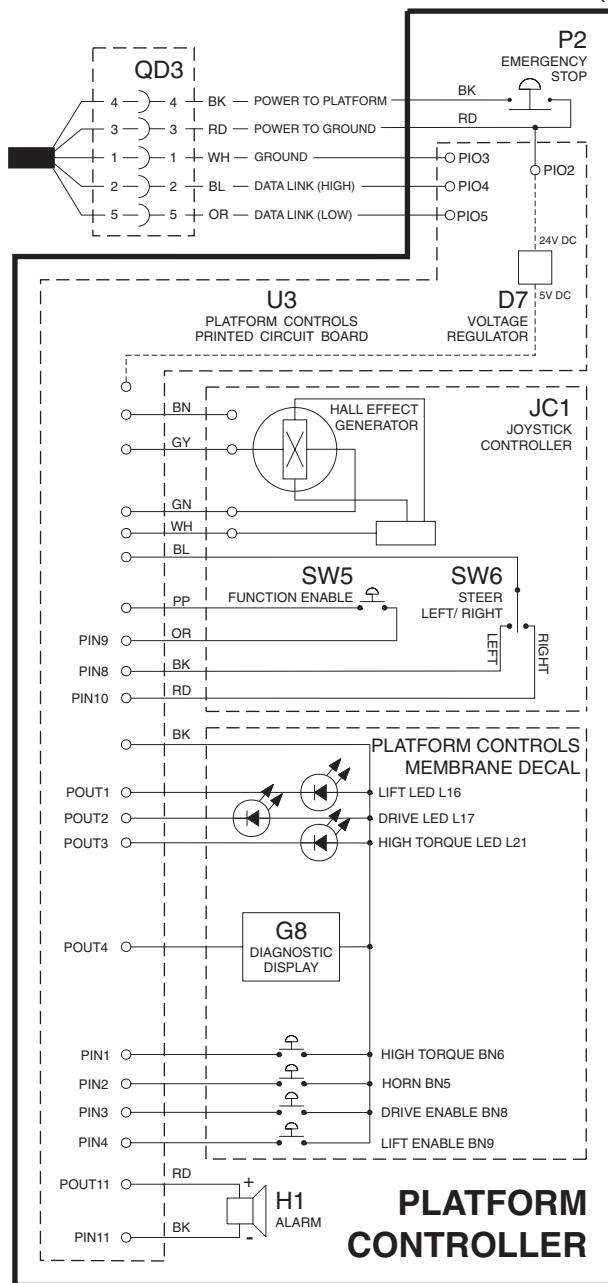 P2
EMERGENCY
STOP
QD3
4 4 BK POWER TO PLATFORM BK
3 3 RD POWER TO GROUND RD
1 1 WH GROUND PIO3 PIO2
2 2 BL DATA LINK (HIGH) PIO4
5 5 OR DATA LINK (LOW) PIO5
24V DC
5V DC
U3
PLATFORM CONTROLS
PRINTED CIRCUIT BOARD
D7
VOLTAGE
REGULATOR
JC1
JOYSTICK
CONTROLLER
HALL EFFECT
GENERATOR
BN
GY
GN
WH
BL
SW5
FUNCTION ENABLE
SW6
STEER
LEFT/ RIGHT
PP
PIN9 OR
PIN8 BK
PIN10 RD
LEFT
RIGHT
BK
PLATFORM CONTROLS
MEMBRANE DECAL
POUT1 LIFT LED L16
POUT2 DRIVE LED L17
POUT3 HIGH TORQUE LED L21
POUT4
G8
DIAGNOSTIC
DISPLAY
PIN1 HIGH TORQUE BN6
PIN2 HORN BN5
PIN3 DRIVE ENABLE BN8
PIN4 LIFT ENABLE BN9
POUT11 RD
+
H1
ALARM
PIN11 BK
-
PLATFORM
CONTROLLER